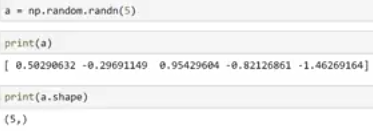 a = np.random.randn(5)
print(a)
[ 0.50290632 -0.29691149 0.95429604 -0.82126861 -1.46269164]
print(a.shape)
(5,)